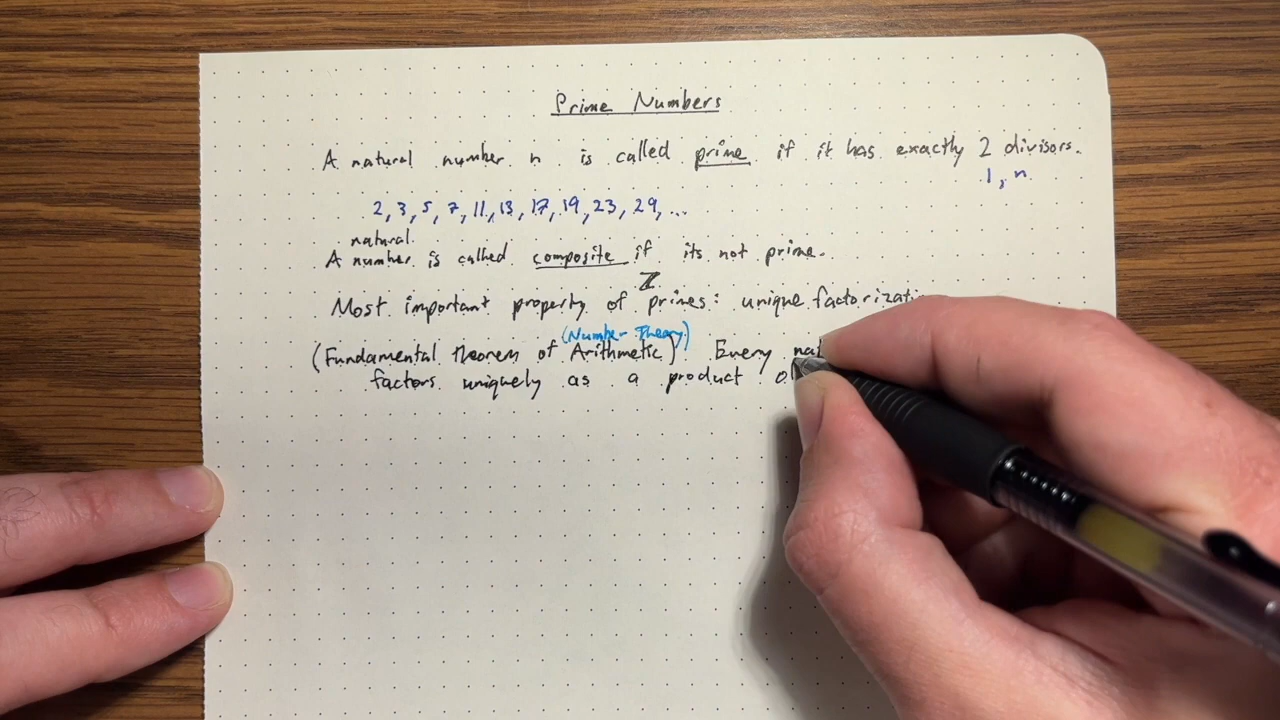 Prime Numbers
A natural number n is called prime if it has exactly 2 divisors.
1, n
2, 3, 5, 7, 11, 13, 17, 19, 23, 29, ...
natural
A number is called composite if its not prime.
ℤ
Most important property of primes: unique factorizati
(Number Theory)
(Fundamental theorem of Arithmetic) Every nat
factors uniquely as a product o